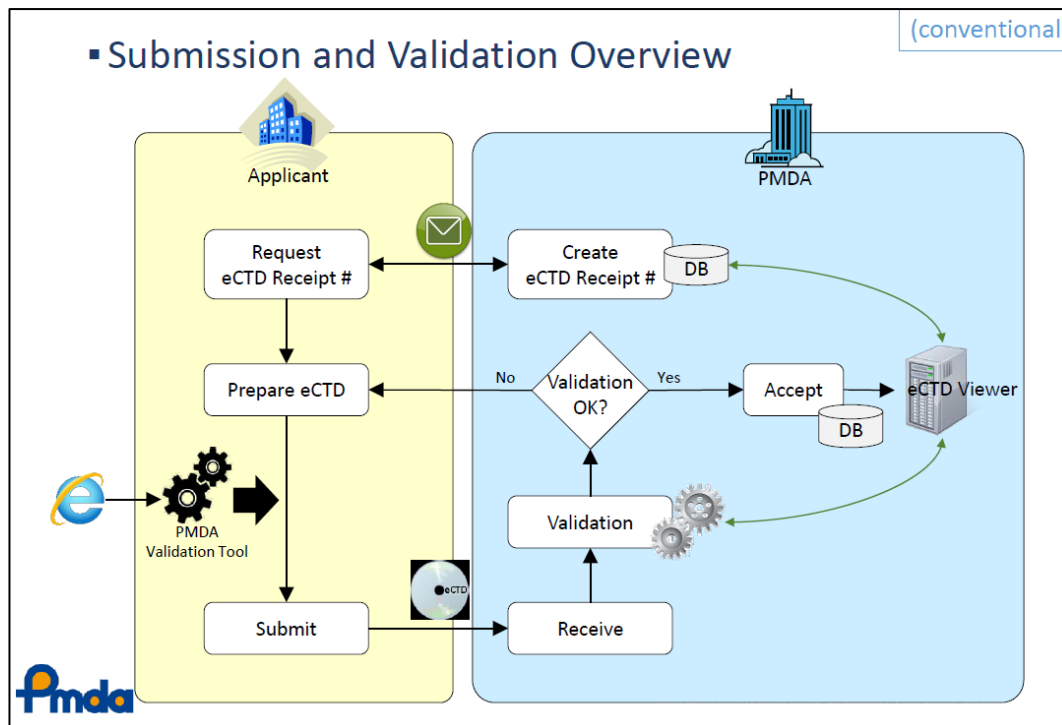 (conventional
▪ Submission and Validation Overview
Applicant
PMDA
Request
eCTD Receipt #
Create
eCTD Receipt #
DB
Prepare eCTD
No
Validation
OK?
Yes
Accept
DB
eCTD Viewer
PMDA
Validation Tool
Validation
eCTD
Submit
Receive
Pmda